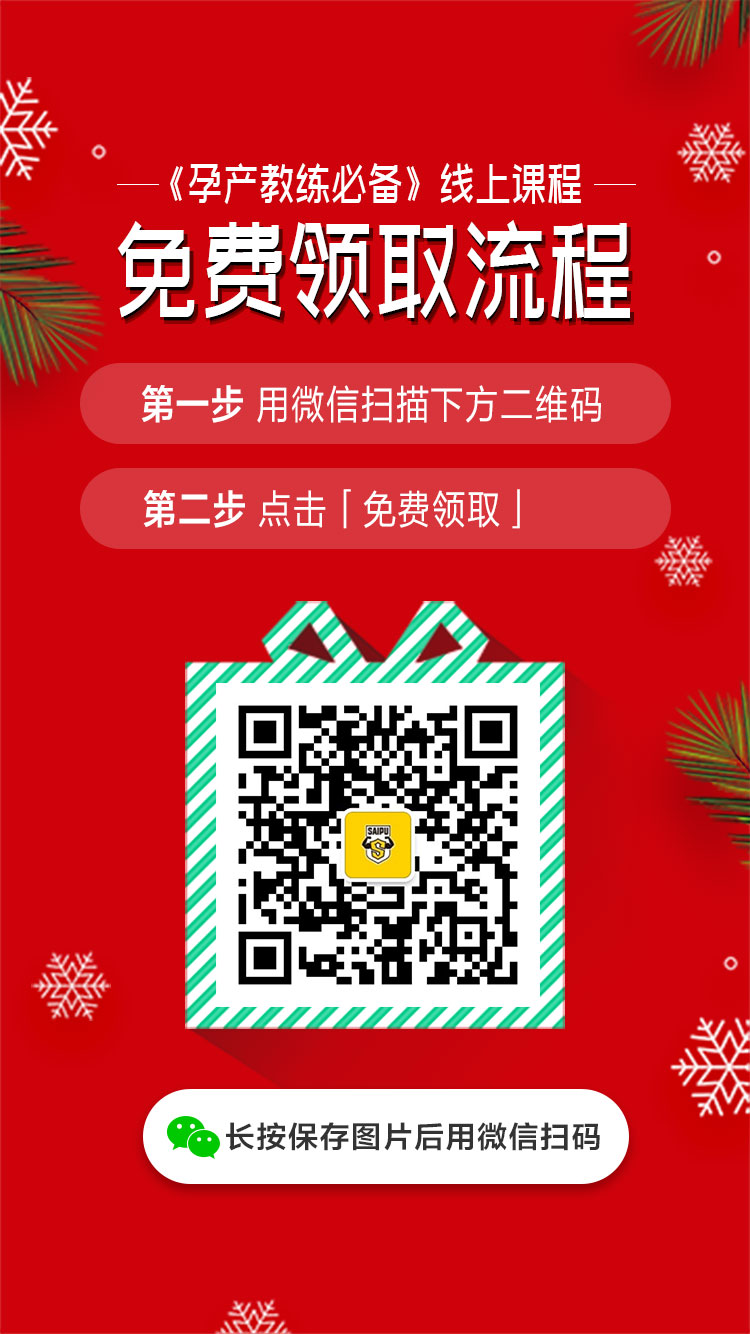 《孕产教练必备》线上课程
免费领取流程
第一步 用微信扫描下方二维码
第二步 点击「免费领取」
SAIPU
S
长按保存图片后用微信扫码